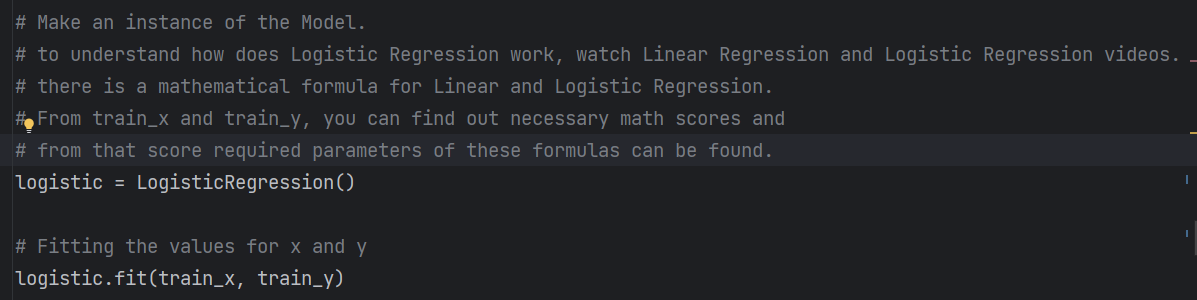 # Make an instance of the Model.
# to understand how does Logistic Regression work, watch Linear Regression and Logistic Regression videos.
# there is a mathematical formula for Linear and Logistic Regression.
# From train_x and train_y, you can find out necessary math scores and
# from that score required parameters of these formulas can be found.
logistic = LogisticRegression()
# Fitting the values for x and y
logistic.fit(train_x, train_y)